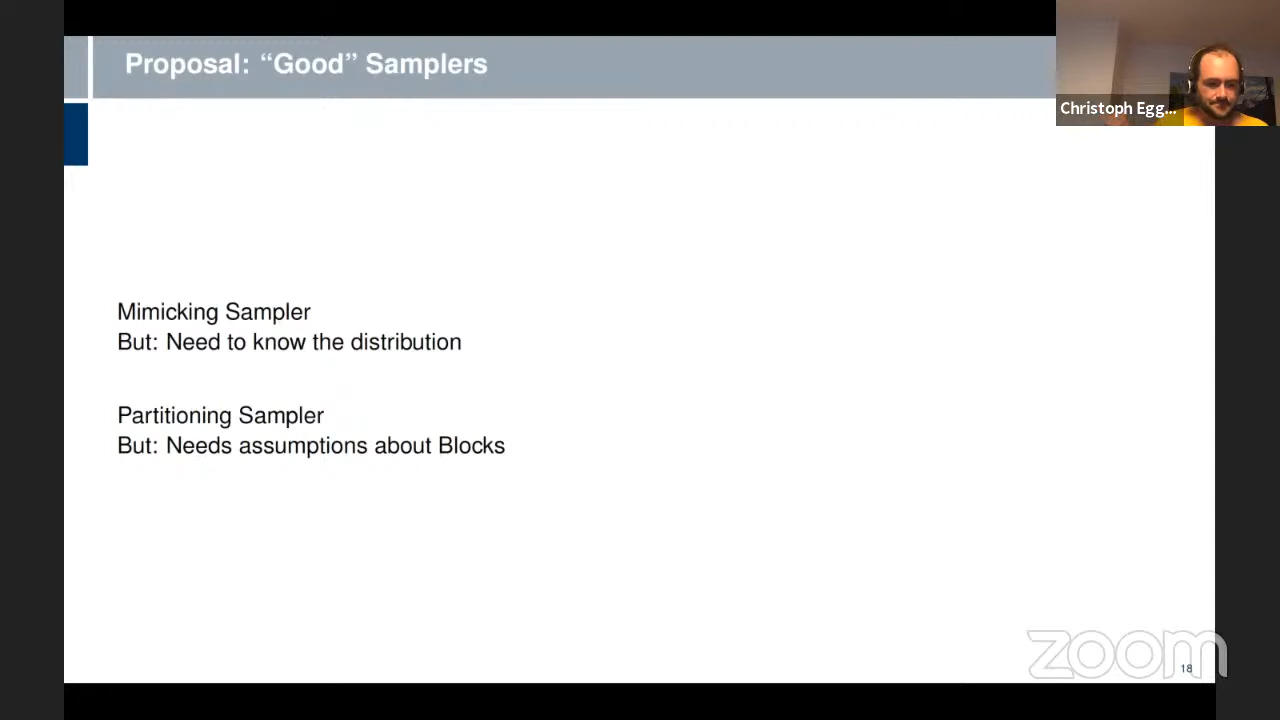 Proposal: “Good” Samplers
Christoph Egg...
Mimicking Sampler
But: Need to know the distribution
Partitioning Sampler
But: Needs assumptions about Blocks
zoom
18